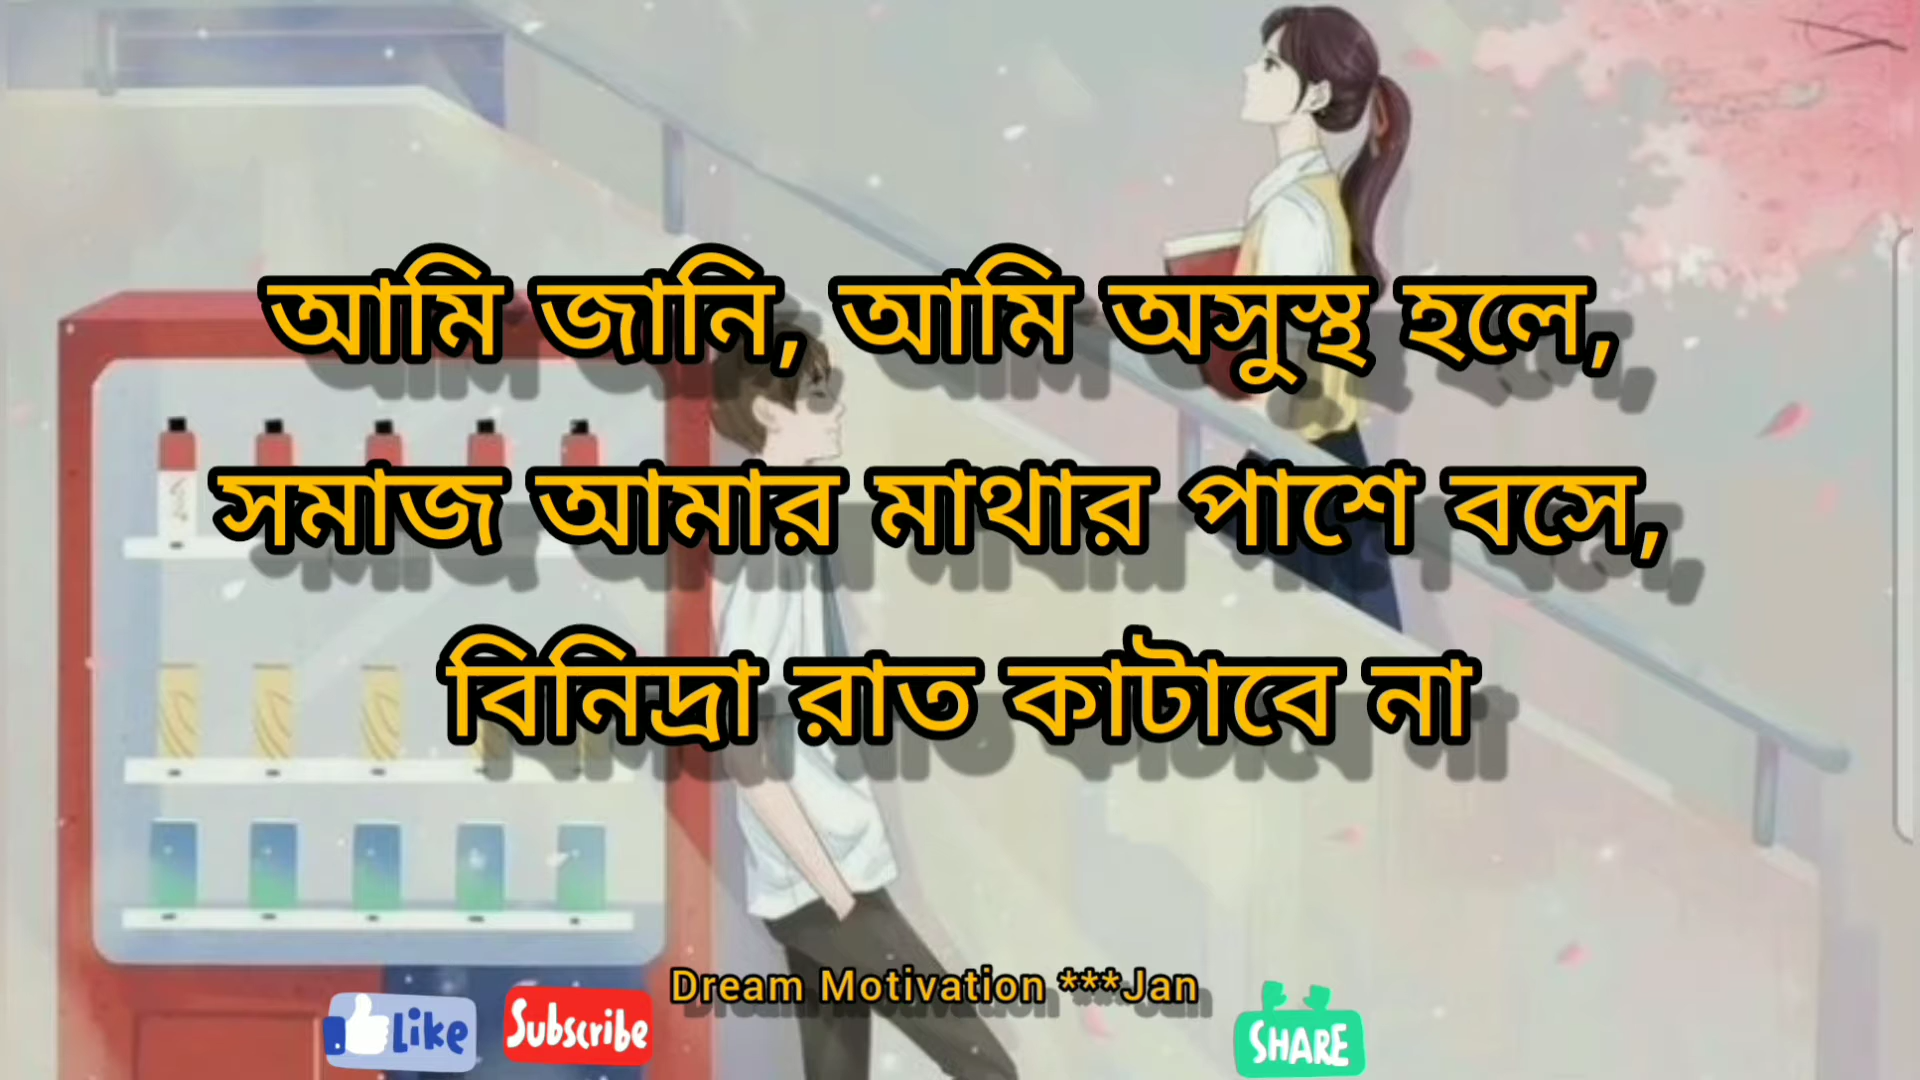 আমি জানি, আমি অসুস্থ হলে,
সমাজ আমার মাথার পাশে বসে,
বিনিদ্রা রাত কাটাবে না
Dream Motivation ***Jan
Like
Subscribe
SHARE